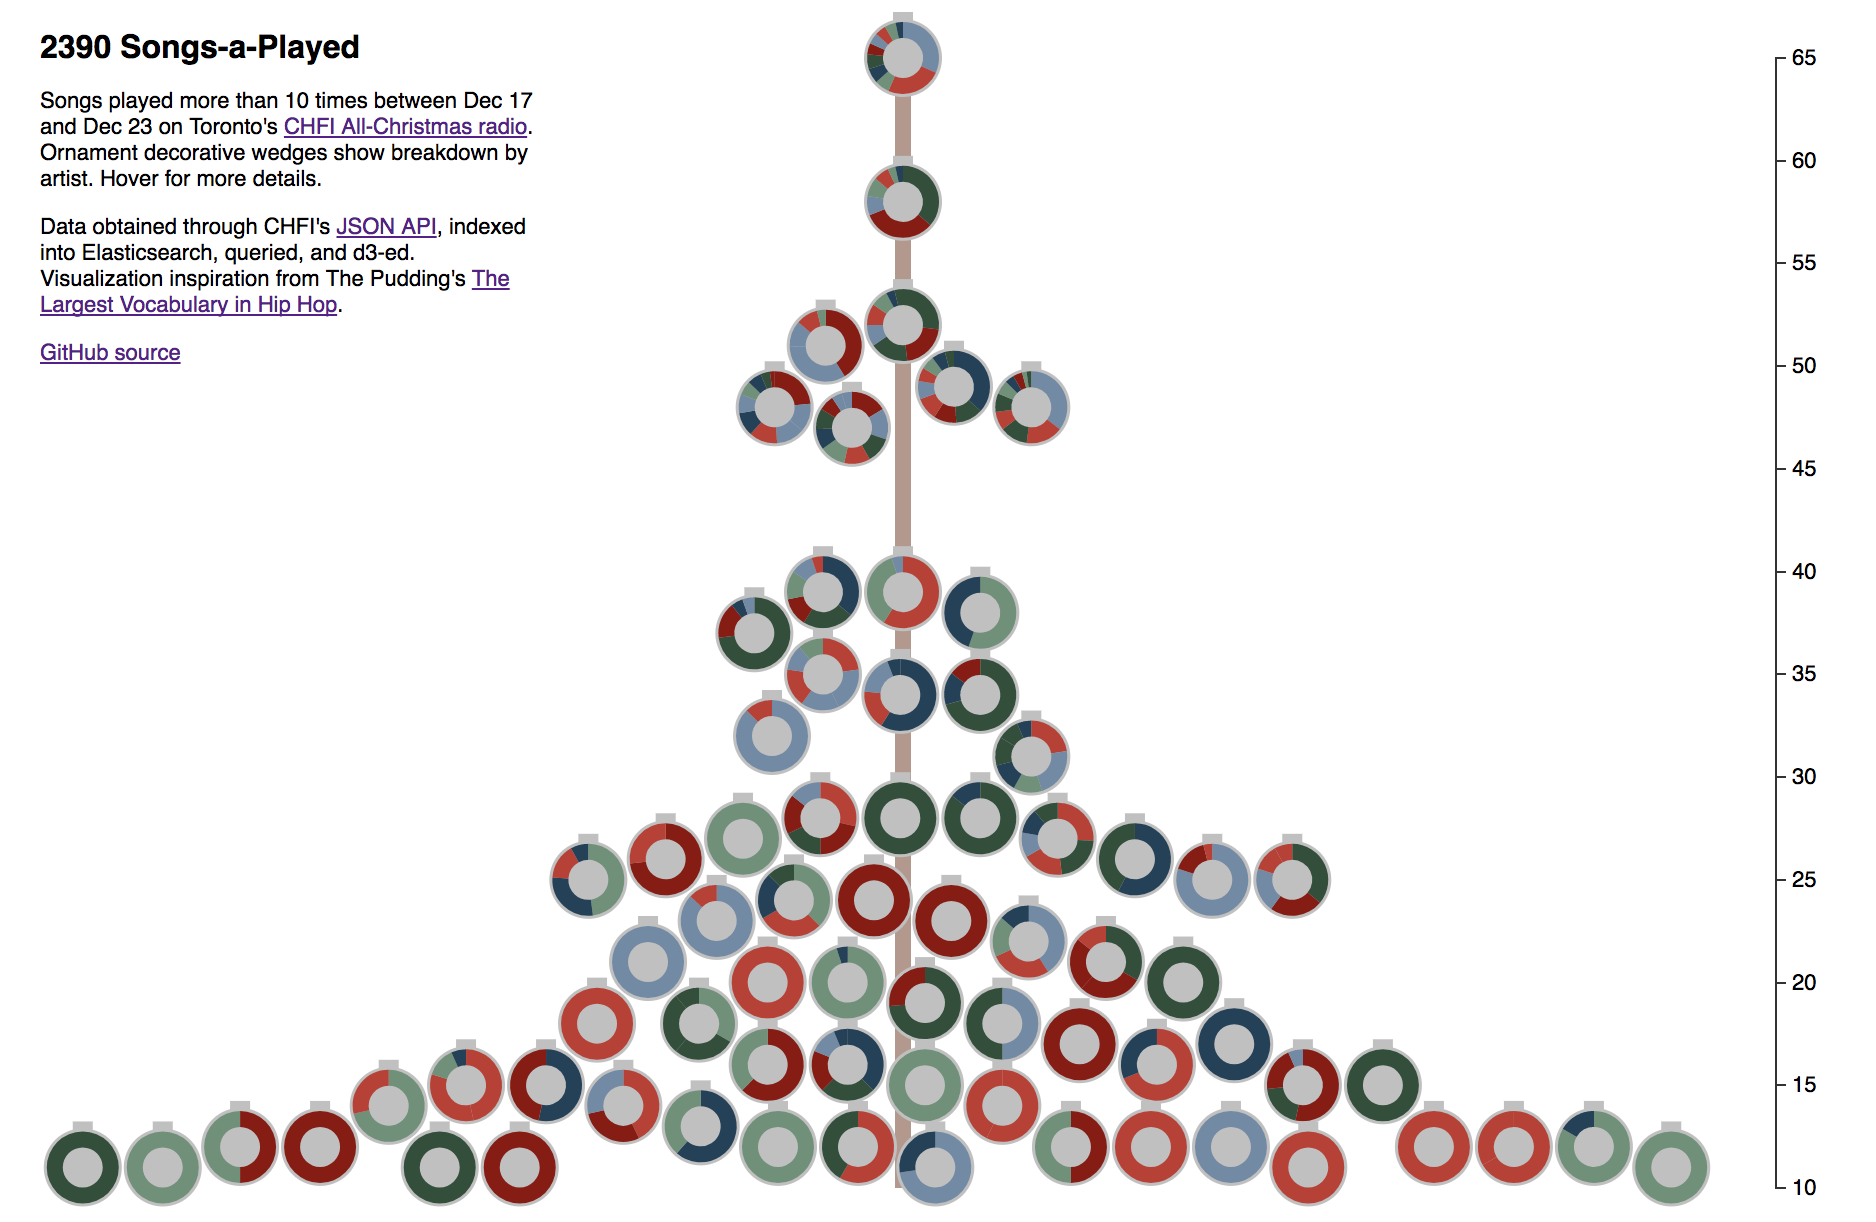 2390 Songs-a-Played
Songs played more than 10 times between Dec 17
and Dec 23 on Toronto's CHFI All-Christmas radio.
Ornament decorative wedges show breakdown by
artist. Hover for more details.
Data obtained through CHFI's JSON API, indexed
into Elasticsearch, queried, and d3-ed.
Visualization inspiration from The Pudding's The
Largest Vocabulary in Hip Hop.
GitHub source
65
60
55
50
45
40
35
30
25
20
15
10